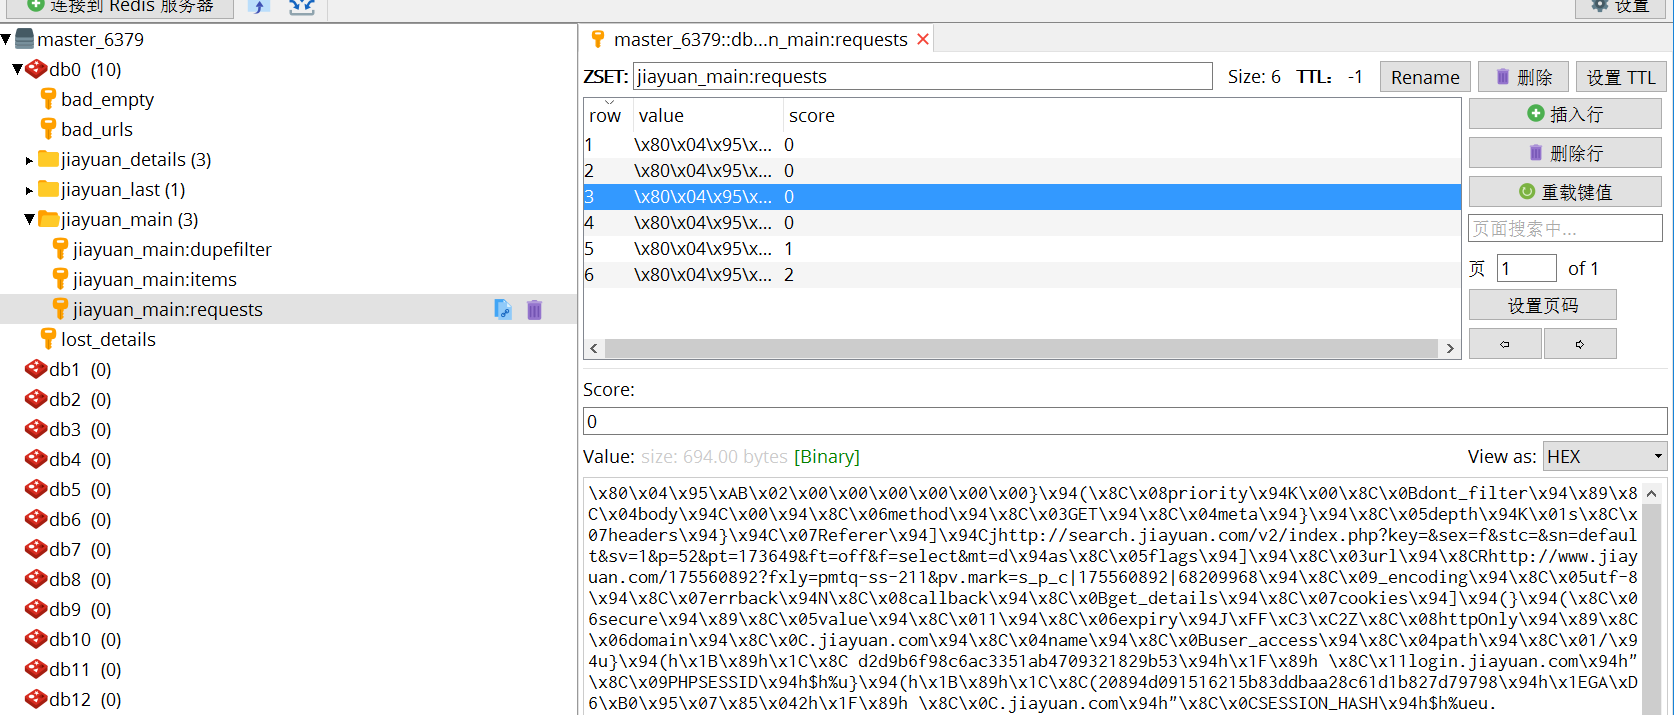 连接到 Redis 服务器
设置
master_6379
db0 (10)
bad_empty
bad_urls
jiayuan_details (3)
jiayuan_last (1)
jiayuan_main (3)
jiayuan_main:dupefilter
jiayuan_main:items
jiayuan_main:requests
lost_details
db1 (0)
db2 (0)
db3 (0)
db4 (0)
db5 (0)
db6 (0)
db7 (0)
db8 (0)
db9 (0)
db10 (0)
db11 (0)
db12 (0)
master_6379::db...n_main:requests
ZSET: jiayuan_main:requests Size: 6 TTL: -1 Rename 删除 设置 TTL
row value score
1 \x80\x04\x95\x... 0
2 \x80\x04\x95\x... 0
3 \x80\x04\x95\x... 0
4 \x80\x04\x95\x... 0
5 \x80\x04\x95\x... 1
6 \x80\x04\x95\x... 2
插入行
删除行
重载键值
页面搜索中...
页 1 of 1
设置页码
Score:
0
Value: size: 694.00 bytes [Binary] View as: HEX
\x80\x04\x95\xAB\x02\x00\x00\x00\x00\x00\x00}\x94(\x8C\x08priority\x94K\x00\x8C\x0Bdont_filter\x94\x89\x8
C\x04body\x94C\x00\x94\x8C\x06method\x94\x8C\x03GET\x94\x8C\x04meta\x94}\x94\x8C\x05depth\x94K\x01s\x8C\x
07headers\x94}\x94C\x07Referer\x94]\x94Cjhttp://search.jiayuan.com/v2/index.php?key=&sex=f&stc=&sn=defaul
t&sv=1&p=52&pt=173649&ft=off&f=select&mt=d\x94as\x8C\x05flags\x94]\x94\x8C\x03url\x94\x8CRhttp://www.jiay
uan.com/175560892?fxly=pmtq-ss-211&pv.mark=s_p_c|175560892|68209968\x94\x8C\x09_encoding\x94\x8C\x05utf-8
\x94\x8C\x07errback\x94N\x8C\x08callback\x94\x8C\x0Bget_details\x94\x8C\x07cookies\x94]\x94(}\x94(\x8C\x0
6secure\x94\x89\x8C\x05value\x94\x8C\x011\x94\x8C\x06expiry\x94J\xFF\xC3\xC2Z\x8C\x08httpOnly\x94\x89\x8C
\x06domain\x94\x8C\x0C.jiayuan.com\x94\x8C\x04name\x94\x8C\x0Buser_access\x94\x8C\x04path\x94\x8C\x01/\x9
4u}\x94(h\x1B\x89h\x1C\x8C d2d9b6f98c6ac3351ab4709321829b53\x94h\x1F\x89h \x8C\x11login.jiayuan.com\x94h"
\x8C\x09PHPSESSID\x94h$h%u}\x94(h\x1B\x89h\x1C\x8C(20894d091516215b83ddbaa28c61d1b827d79798\x94h\x1EGA\xD
6\xB0\x95\x07\x85\x042h\x1F\x89h \x8C\x0C.jiayuan.com\x94h"\x8C\x0CSESSION_HASH\x94h$h%ueu.